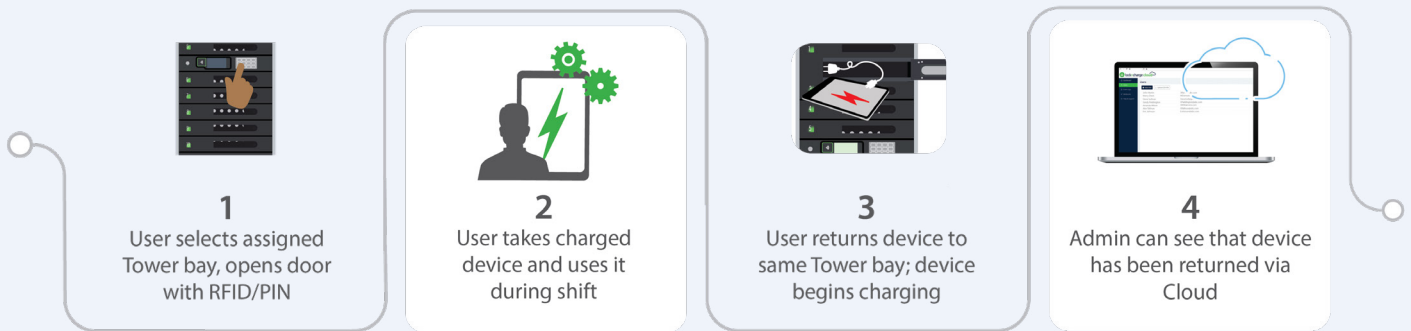 1
User selects assigned
Tower bay, opens door
with RFID/PIN
2
User takes charged
device and uses it
during shift
3
User returns device to
same Tower bay; device
begins charging
4
Admin can see that device
has been returned via
Cloud